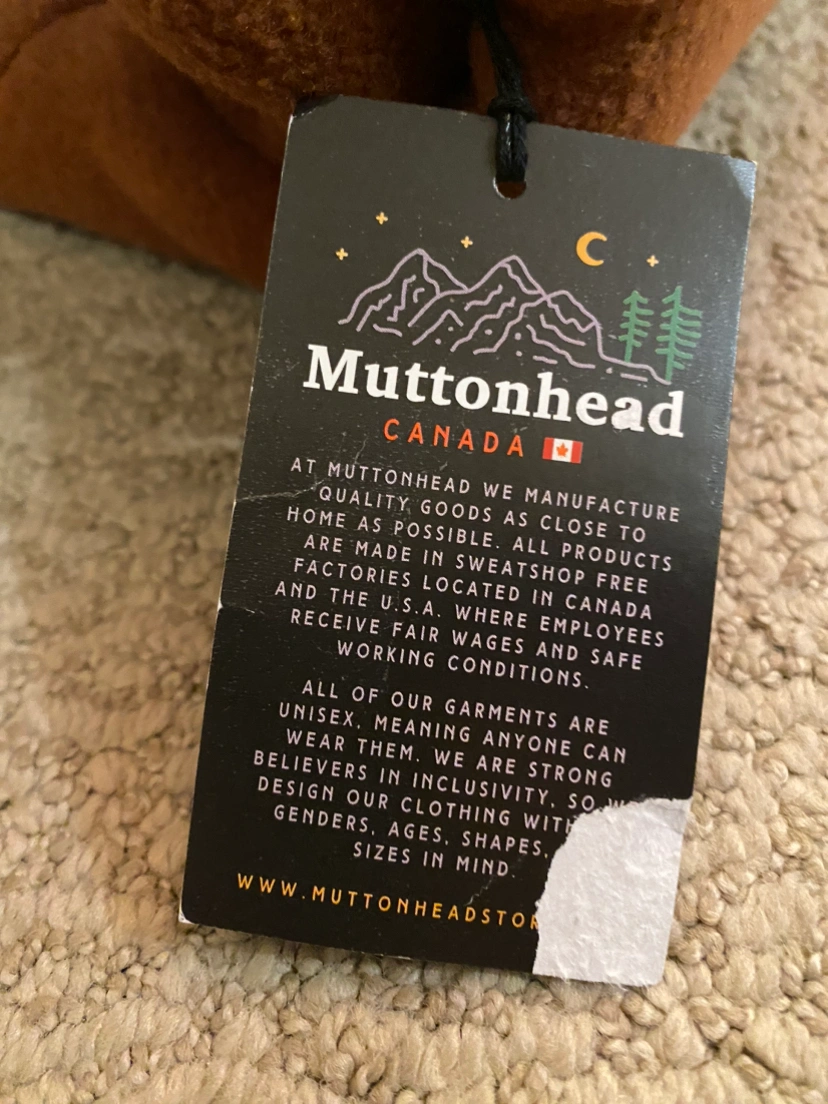 Muttonhead
CANADA
AT MUTTONHEAD WE MANUFACTURE
QUALITY GOODS AS CLOSE TO
HOME AS POSSIBLE. ALL PRODUCTS
ARE MADE IN SWEATSHOP FREE
FACTORIES LOCATED IN CANADA
AND THE U.S.A. WHERE EMPLOYEES
RECEIVE FAIR WAGES AND SAFE
WORKING CONDITIONS.
ALL OF OUR GARMENTS ARE
UNISEX, MEANING ANYONE CAN
WEAR THEM. WE ARE STRONG
BELIEVERS IN INCLUSIVITY, SO
DESIGN OUR CLOTHING WITH
GENDERS, AGES, SHAPES,
SIZES IN MIND.
WWW.MUTTONHEADSTOR